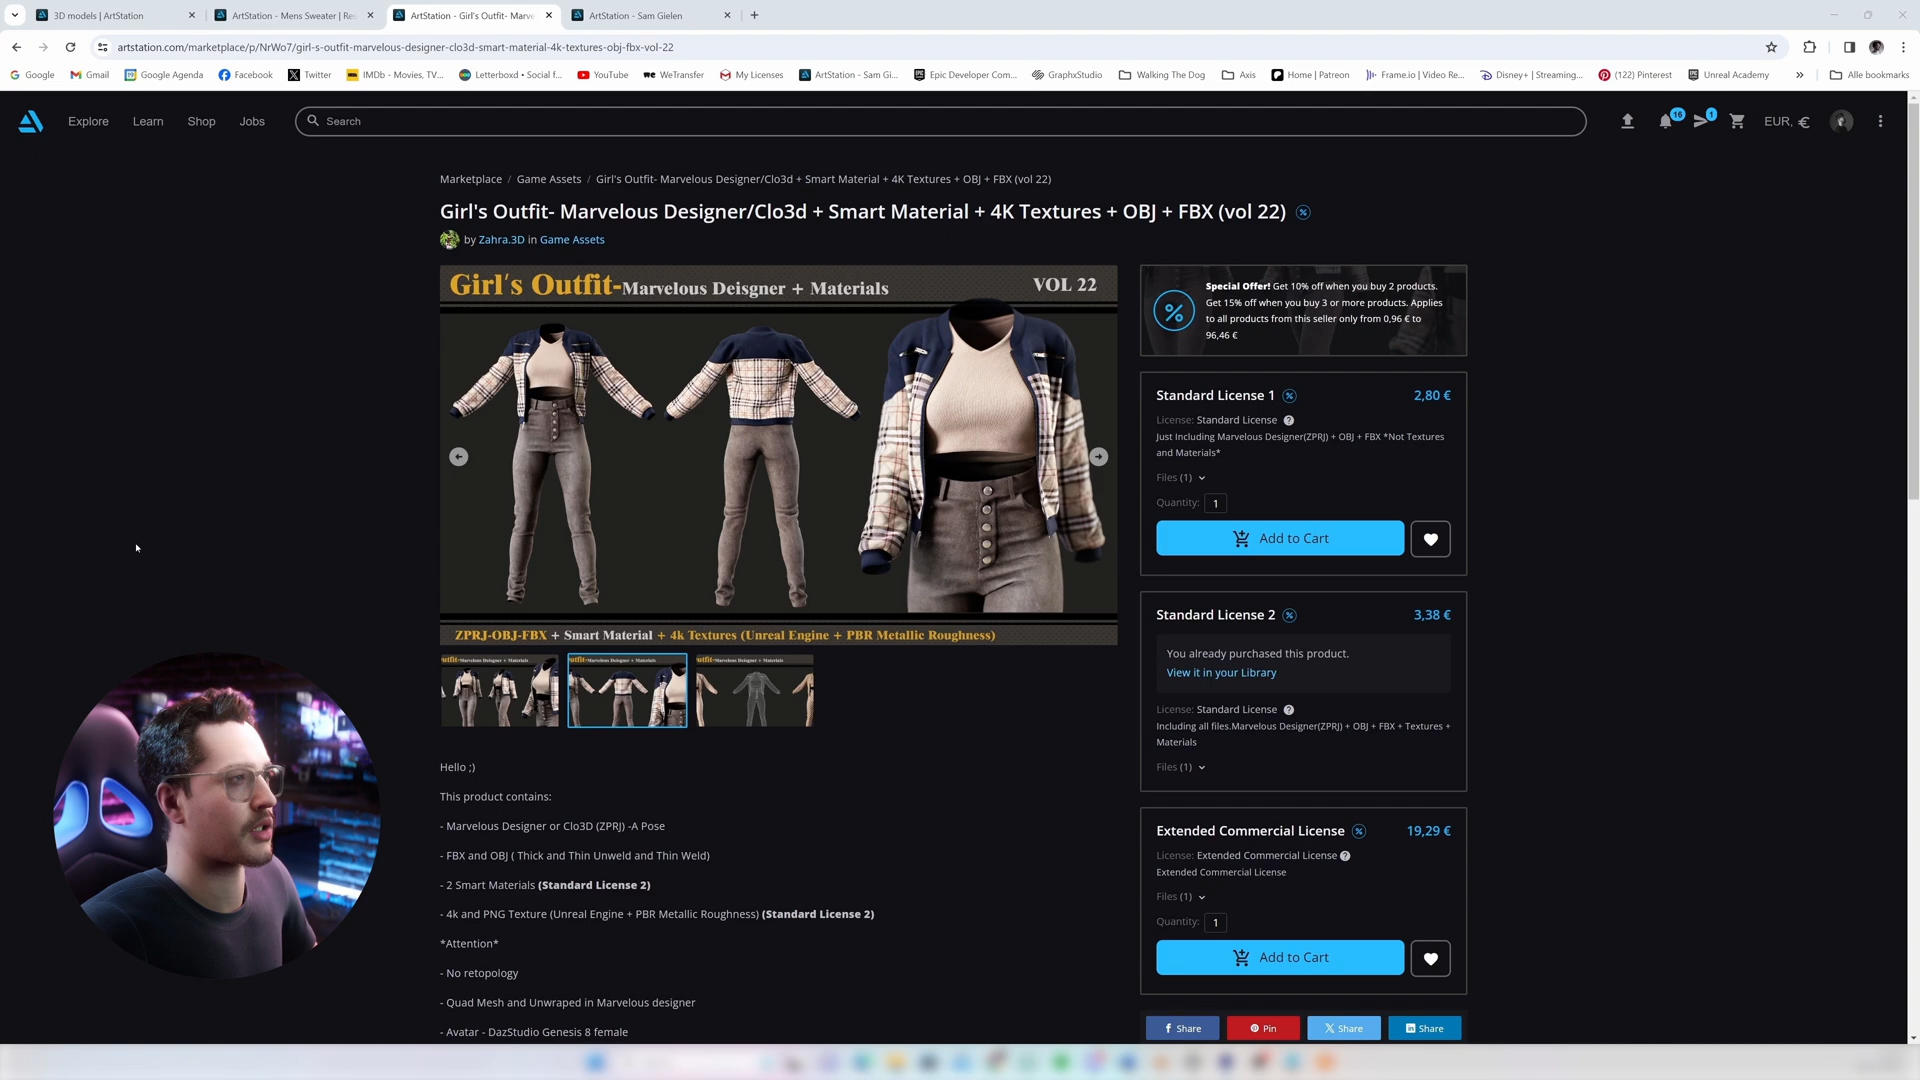 3D models | ArtStation
ArtStation - Mens Sweater | Re
ArtStation - Girl's Outfit- Marve
ArtStation - Sam Gielen
artstation.com/marketplace/p/NrWo7/girl-s-outfit-marvelous-designer-clo3d-smart-material-4k-textures-obj-fbx-vol-22
Google
Gmail
Google Agenda
Facebook
Twitter
IMDb - Movies, TV...
Letterboxd • Social f...
YouTube
WeTransfer
My Licenses
ArtStation - Sam Gi...
Epic Developer Com...
GraphxStudio
Walking The Dog
Axis
Home | Patreon
Frame.io | Video Re...
Disney+ | Streaming...
(122) Pinterest
Unreal Academy
»
Alle bookmarks
Explore
Learn
Shop
Jobs
Search
16
1
EUR, €
Marketplace / Game Assets / Girl's Outfit- Marvelous Designer/Clo3d + Smart Material + 4K Textures + OBJ + FBX (vol 22)
Girl's Outfit- Marvelous Designer/Clo3d + Smart Material + 4K Textures + OBJ + FBX (vol 22)
by Zahra.3D in Game Assets
Girl's Outfit-Marvelous Deisgner + Materials
VOL 22
ZPRJ-OBJ-FBX + Smart Material + 4k Textures (Unreal Engine + PBR Metallic Roughness)
utfit-Marvelous Deisgner + Materials
utfit-Marvelous Deisgner + Materials
utfit-Marvelous Deisgner + Materials
Hello ;)
This product contains:
- Marvelous Designer or Clo3D (ZPRJ) -A Pose
- FBX and OBJ ( Thick and Thin Unweld and Thin Weld)
- 2 Smart Materials (Standard License 2)
- 4k and PNG Texture (Unreal Engine + PBR Metallic Roughness) (Standard License 2)
*Attention*
- No retopology
- Quad Mesh and Unwraped in Marvelous designer
- Avatar - DazStudio Genesis 8 female
Special Offer! Get 10% off when you buy 2 products.
Get 15% off when you buy 3 or more products. Applies
to all products from this seller only from 0,96 € to
96,46 €
Standard License 1
2,80 €
License: Standard License
Just Including Marvelous Designer(ZPRJ) + OBJ + FBX *Not Textures
and Materials*
Files (1)
Quantity: 1
Add to Cart
Standard License 2
3,38 €
You already purchased this product.
View it in your Library
License: Standard License
Including all files.Marvelous Designer(ZPRJ) + OBJ + FBX + Textures +
Materials
Files (1)
Extended Commercial License
19,29 €
License: Extended Commercial License
Extended Commercial License
Files (1)
Quantity: 1
Add to Cart
Share
Pin
Share
Share